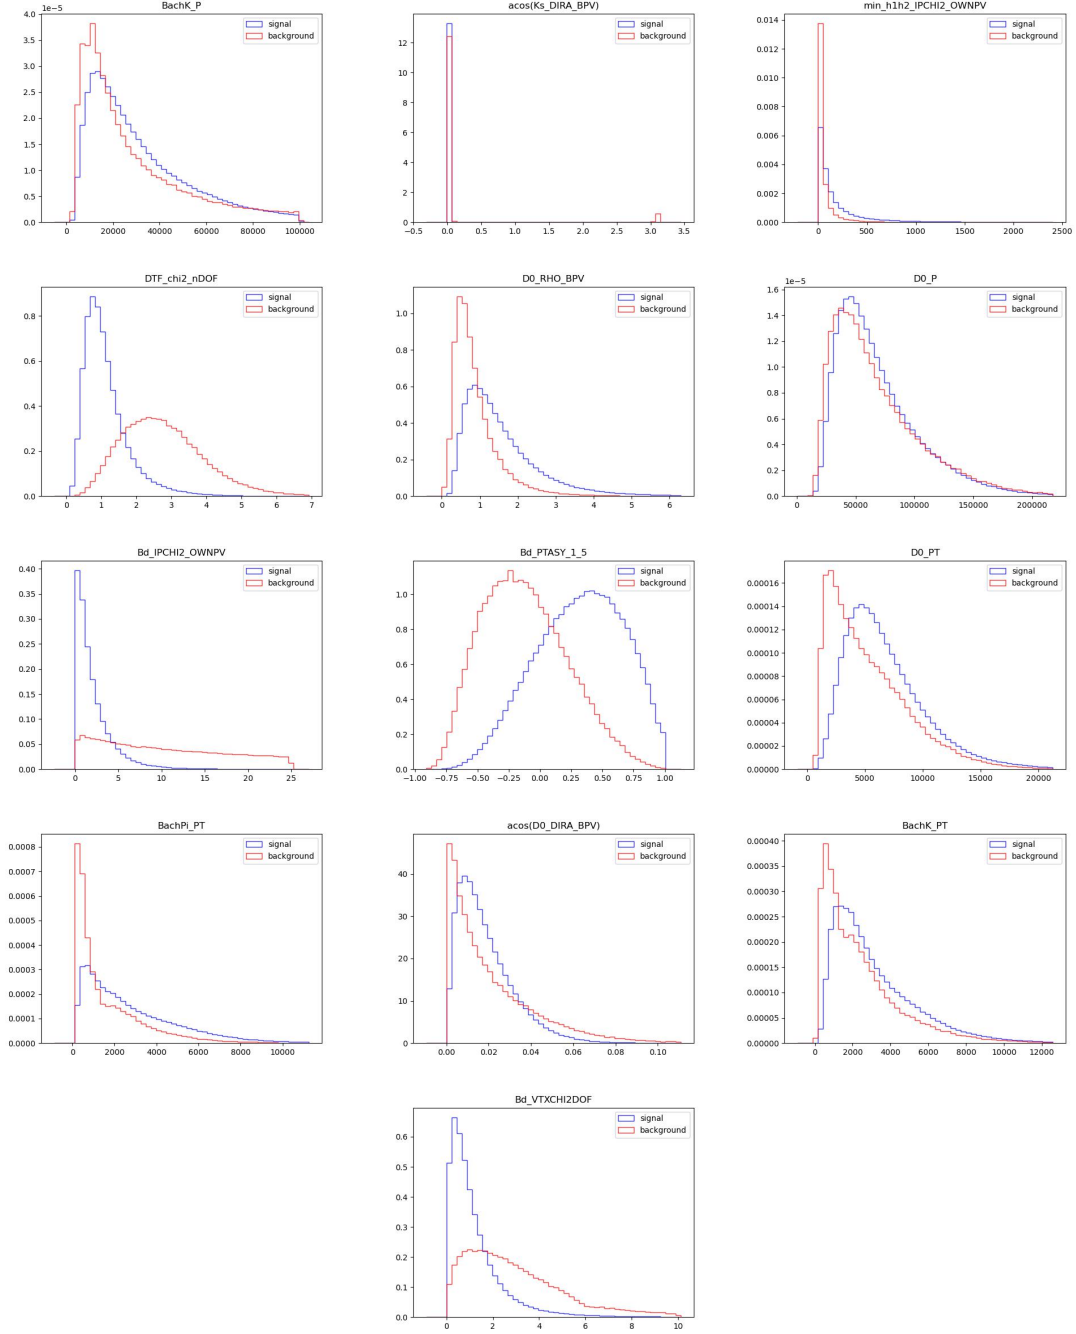 BachK_P
1e−5
signal
background
4.0
3.5
3.0
2.5
2.0
1.5
1.0
0.5
0.0
0 20000 40000 60000 80000 100000
acos(Ks_DIRA_BPV)
signal
background
12
10
8
6
4
2
0
−0.5 0.0 0.5 1.0 1.5 2.0 2.5 3.0 3.5
min_h1h2_IPCHI2_OWNPV
signal
background
0.014
0.012
0.010
0.008
0.006
0.004
0.002
0.000
0 500 1000 1500 2000 2500
DTF_chi2_nDOF
signal
background
0.8
0.6
0.4
0.2
0.0
0 1 2 3 4 5 6 7
D0_RHO_BPV
signal
background
1.0
0.8
0.6
0.4
0.2
0.0
0 1 2 3 4 5 6
D0_P
1e−5
signal
background
1.6
1.4
1.2
1.0
0.8
0.6
0.4
0.2
0.0
0 50000 100000 150000 200000
Bd_IPCHI2_OWNPV
signal
background
0.40
0.35
0.30
0.25
0.20
0.15
0.10
0.05
0.00
0 5 10 15 20 25
Bd_PTASY_1_5
signal
background
1.0
0.8
0.6
0.4
0.2
0.0
−1.00 −0.75 −0.50 −0.25 0.00 0.25 0.50 0.75 1.00
D0_PT
signal
background
0.00016
0.00014
0.00012
0.00010
0.00008
0.00006
0.00004
0.00002
0.00000
0 5000 10000 15000 20000
BachPi_PT
signal
background
0.0008
0.0007
0.0006
0.0005
0.0004
0.0003
0.0002
0.0001
0.0000
0 2000 4000 6000 8000 10000
acos(D0_DIRA_BPV)
signal
background
40
30
20
10
0
0.00 0.02 0.04 0.06 0.08 0.10
BachK_PT
signal
background
0.00040
0.00035
0.00030
0.00025
0.00020
0.00015
0.00010
0.00005
0.00000
0 2000 4000 6000 8000 10000 12000
Bd_VTXCHI2DOF
signal
background
0.6
0.5
0.4
0.3
0.2
0.1
0.0
0 2 4 6 8 10